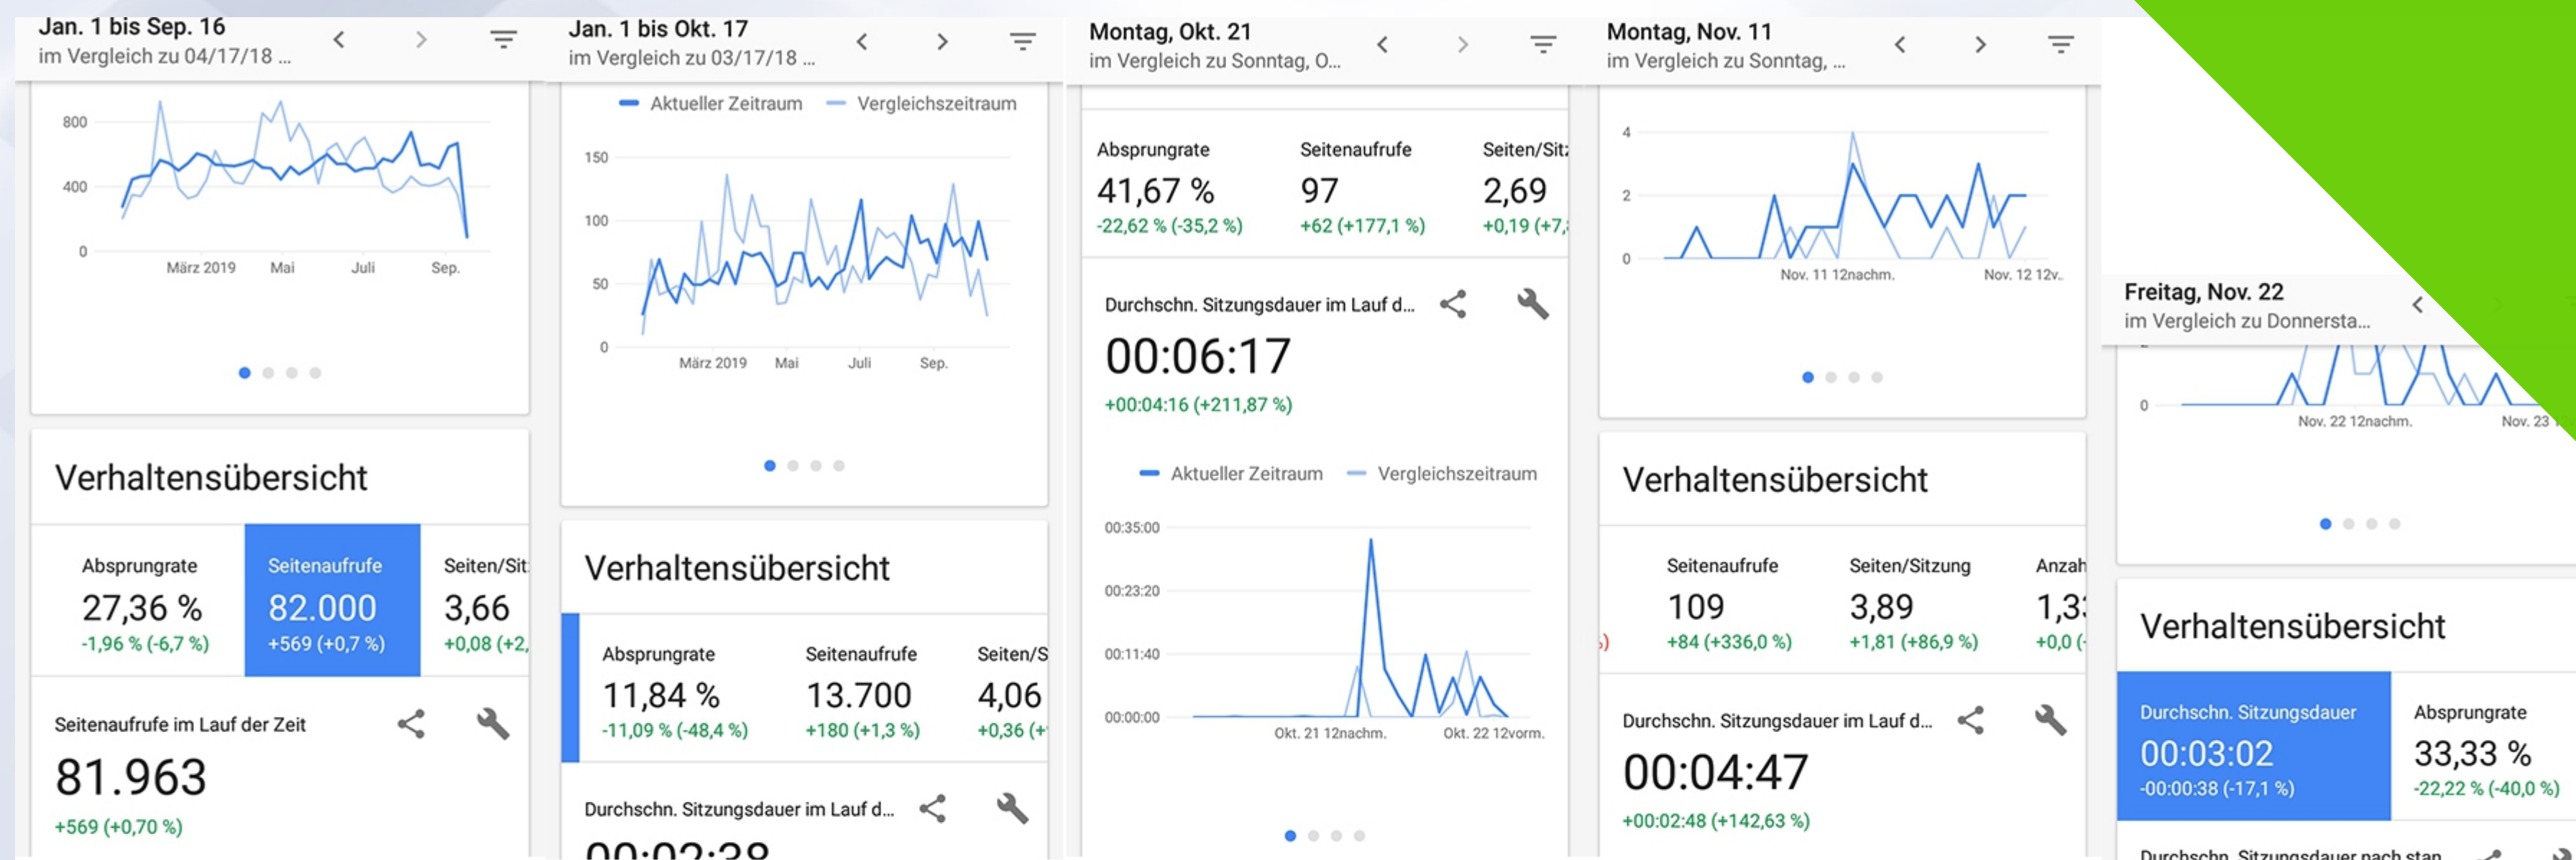 Jan. 1 bis Sep. 16
im Vergleich zu 04/17/18 ...
800
400
0
März 2019
Mai
Juli
Sep.
Verhaltensübersicht
Absprungrate
Seitenaufrufe
Seiten/Sit
27,36 %
82.000
3,66
-1,96 % (-6,7 %)
+569 (+0,7 %)
+0,08 (+2,
Seitenaufrufe im Lauf der Zeit
81.963
+569 (+0,70 %)
Jan. 1 bis Okt. 17
im Vergleich zu 03/17/18 ...
Aktueller Zeitraum
Vergleichszeitraum
150
100
50
0
März 2019
Mai
Juli
Sep.
Verhaltensübersicht
Absprungrate
Seitenaufrufe
Seiten/S
11,84 %
13.700
4,06
-11,09 % (-48,4 %)
+180 (+1,3 %)
+0,36 (+
Durchschn. Sitzungsdauer im Lauf d...
00:02:38
Montag, Okt. 21
im Vergleich zu Sonntag, O...
Absprungrate
Seitenaufrufe
Seiten/Sitz
41,67 %
97
2,69
-22,62 % (-35,2 %)
+62 (+177,1 %)
+0,19 (+7,
Durchschn. Sitzungsdauer im Lauf d...
00:06:17
+00:04:16 (+211,87 %)
Aktueller Zeitraum
Vergleichszeitraum
00:35:00
00:23:20
00:11:40
00:00:00
Okt. 21 12nachm.
Okt. 22 12vorm.
Montag, Nov. 11
im Vergleich zu Sonntag, ...
4
2
0
Nov. 11 12nachm.
Nov. 12 12v..
Verhaltensübersicht
Seitenaufrufe
Seiten/Sitzung
Anzah
109
3,89
1,33
%)
+84 (+336,0 %)
+1,81 (+86,9 %)
+0,0 (-
Durchschn. Sitzungsdauer im Lauf d...
00:04:47
+00:02:48 (+142,63 %)
Freitag, Nov. 22
im Vergleich zu Donnersta...
0
Nov. 22 12nachm.
Nov. 23
Verhaltensübersicht
Durchschn. Sitzungsdauer
Absprungrate
00:03:02
33,33 %
-00:00:38 (-17,1 %)
-22,22 % (-40,0 %)
Durchschn. Sitzungsdauer nach stan